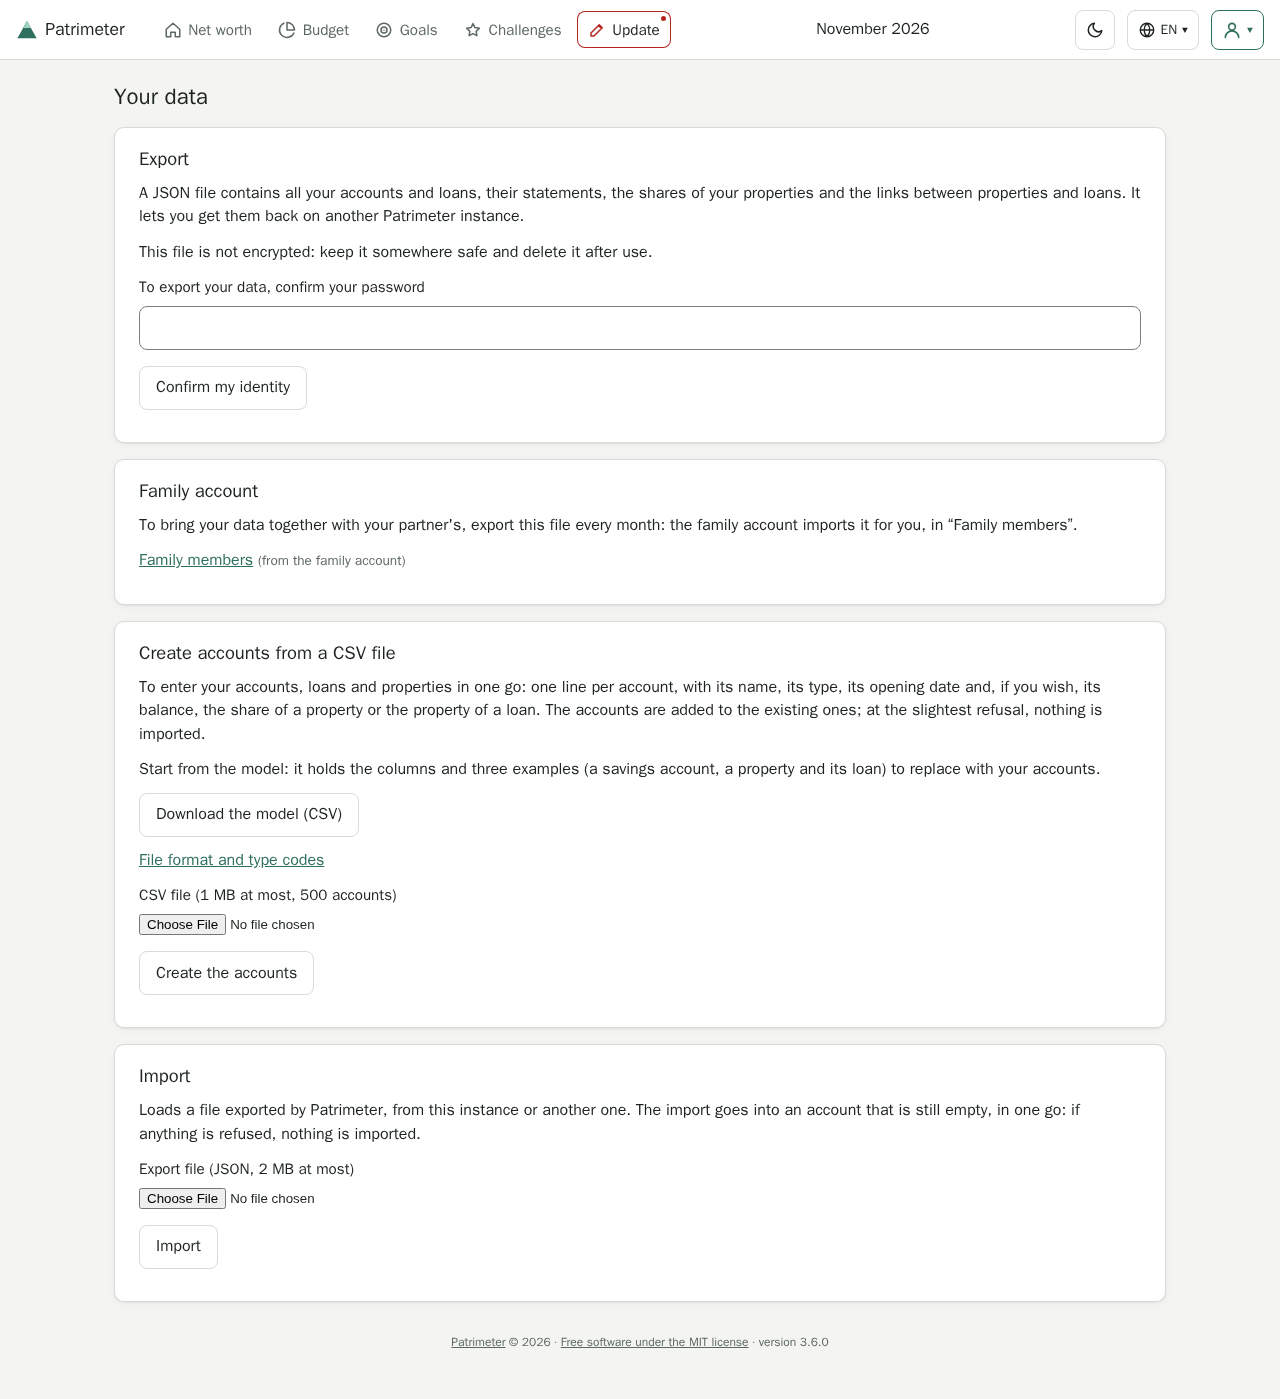 Patrimeter
Net worth
Budget
Goals
Challenges
Update
November 2026
EN ▾
▾
Your data
Export
A JSON file contains all your accounts and loans, their statements, the shares of your properties and the links between properties and loans. It
lets you get them back on another Patrimeter instance.
This file is not encrypted: keep it somewhere safe and delete it after use.
To export your data, confirm your password
Confirm my identity
Family account
To bring your data together with your partner's, export this file every month: the family account imports it for you, in “Family members”.
Family members (from the family account)
Create accounts from a CSV file
To enter your accounts, loans and properties in one go: one line per account, with its name, its type, its opening date and, if you wish, its
balance, the share of a property or the property of a loan. The accounts are added to the existing ones; at the slightest refusal, nothing is
imported.
Start from the model: it holds the columns and three examples (a savings account, a property and its loan) to replace with your accounts.
Download the model (CSV)
File format and type codes
CSV file (1 MB at most, 500 accounts)
Choose File No file chosen
Create the accounts
Import
Loads a file exported by Patrimeter, from this instance or another one. The import goes into an account that is still empty, in one go: if
anything is refused, nothing is imported.
Export file (JSON, 2 MB at most)
Choose File No file chosen
Import
Patrimeter © 2026 · Free software under the MIT license · version 3.6.0